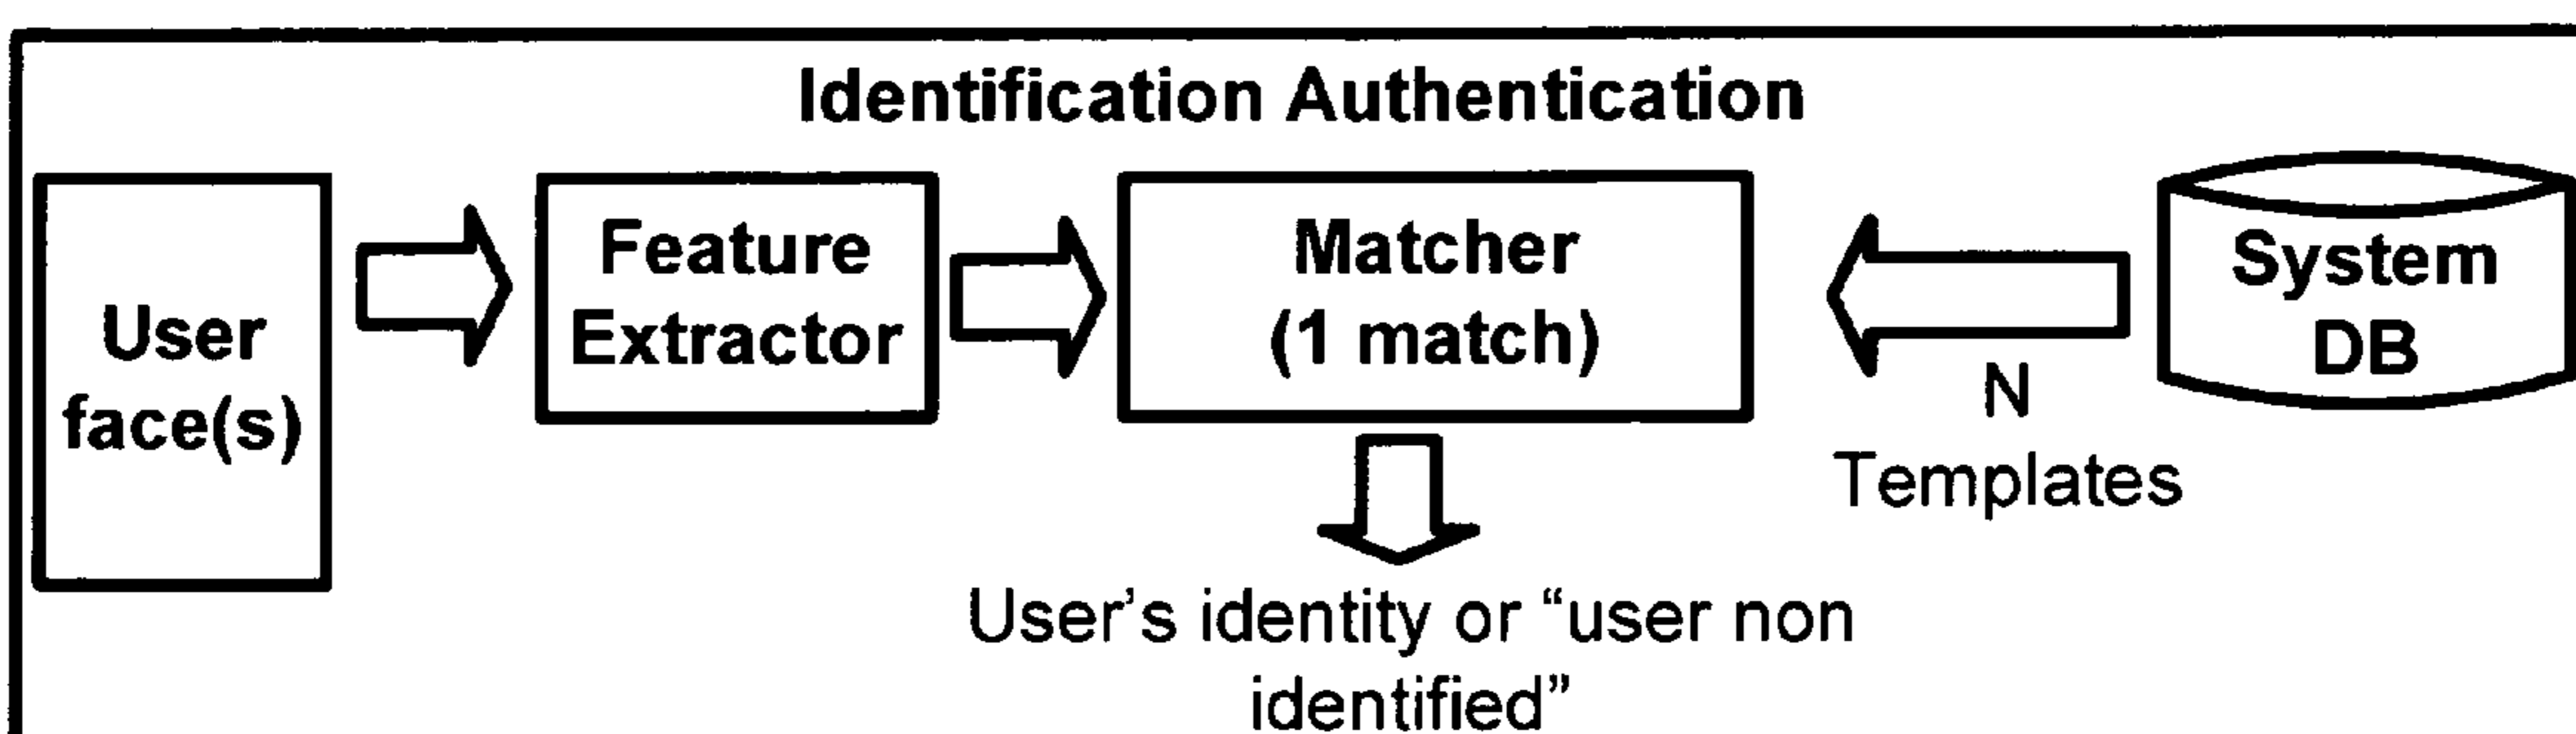 Identification Authentication
User
face(s)
Feature
Extractor
Matcher
(1 match)
System
DB
N
Templates
User's identity or “user non
identified”